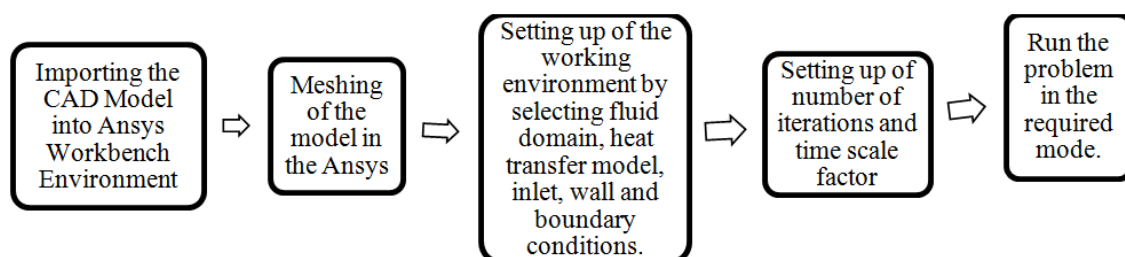 Importing the
CAD Model
into Ansys
Workbench
Environment
Meshing
of the
model in
the Ansys
Setting up of the
working
environment by
selecting fluid
domain, heat
transfer model,
inlet, wall and
boundary
conditions.
Setting up of
number of
iterations and
time scale
factor
Run the
problem
in the
required
mode.